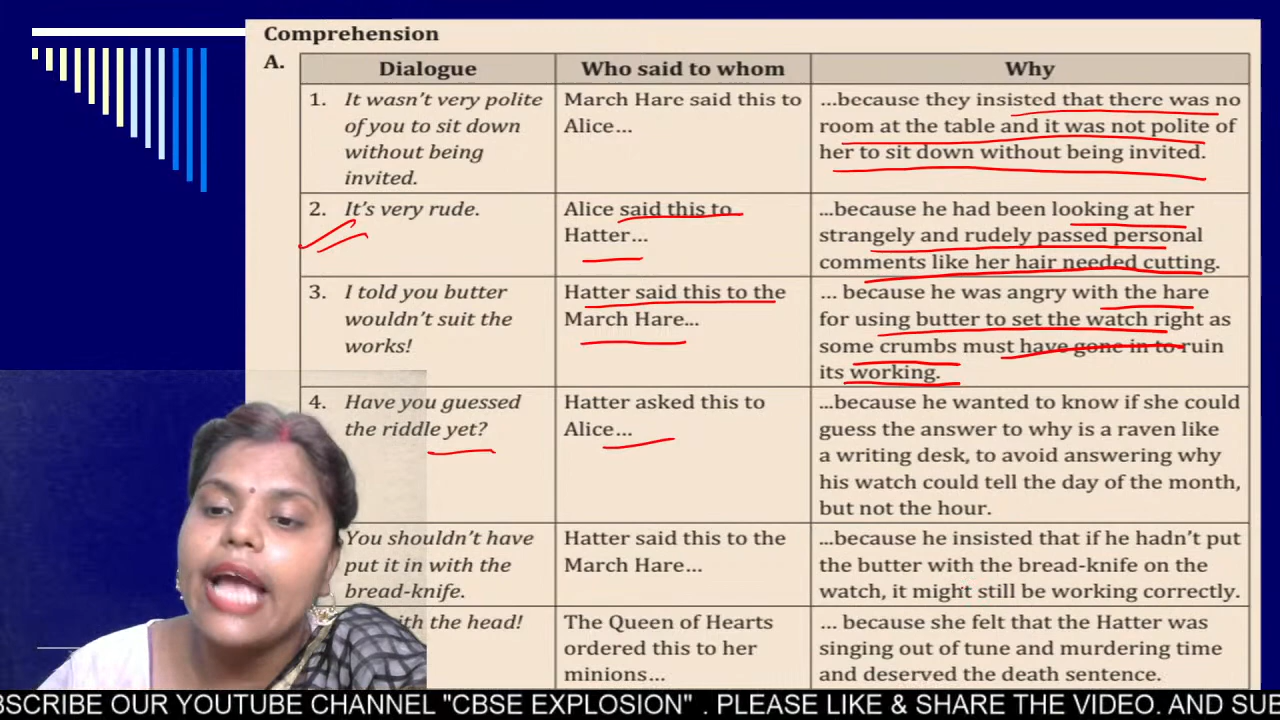 Comprehension
A.
Dialogue
Who said to whom
Why
1. It wasn't very polite
of you to sit down
without being
invited.
March Hare said this to
Alice...
...because they insisted that there was no
room at the table and it was not polite of
her to sit down without being invited.
2. It's very rude.
Alice said this to
Hatter...
...because he had been looking at her
strangely and rudely passed personal
comments like her hair needed cutting.
3. I told you butter
wouldn't suit the
works!
Hatter said this to the
March Hare...
... because he was angry with the hare
for using butter to set the watch right as
some crumbs must have gone in to ruin
its working.
4. Have you guessed
the riddle yet?
Hatter asked this to
Alice...
...because he wanted to know if she could
guess the answer to why is a raven like
a writing desk, to avoid answering why
his watch could tell the day of the month,
but not the hour.
You shouldn't have
put it in with the
bread-knife.
Hatter said this to the
March Hare...
...because he insisted that if he hadn't put
the butter with the bread-knife on the
watch, it might still be working correctly.
the head!
The Queen of Hearts
ordered this to her
minions...
... because she felt that the Hatter was
singing out of tune and murdering time
and deserved the death sentence.
OUR YOUTUBE CHANNEL "CBSE EXPLOSION" . PLEASE LIKE & SHARE THE VIDEO. AND